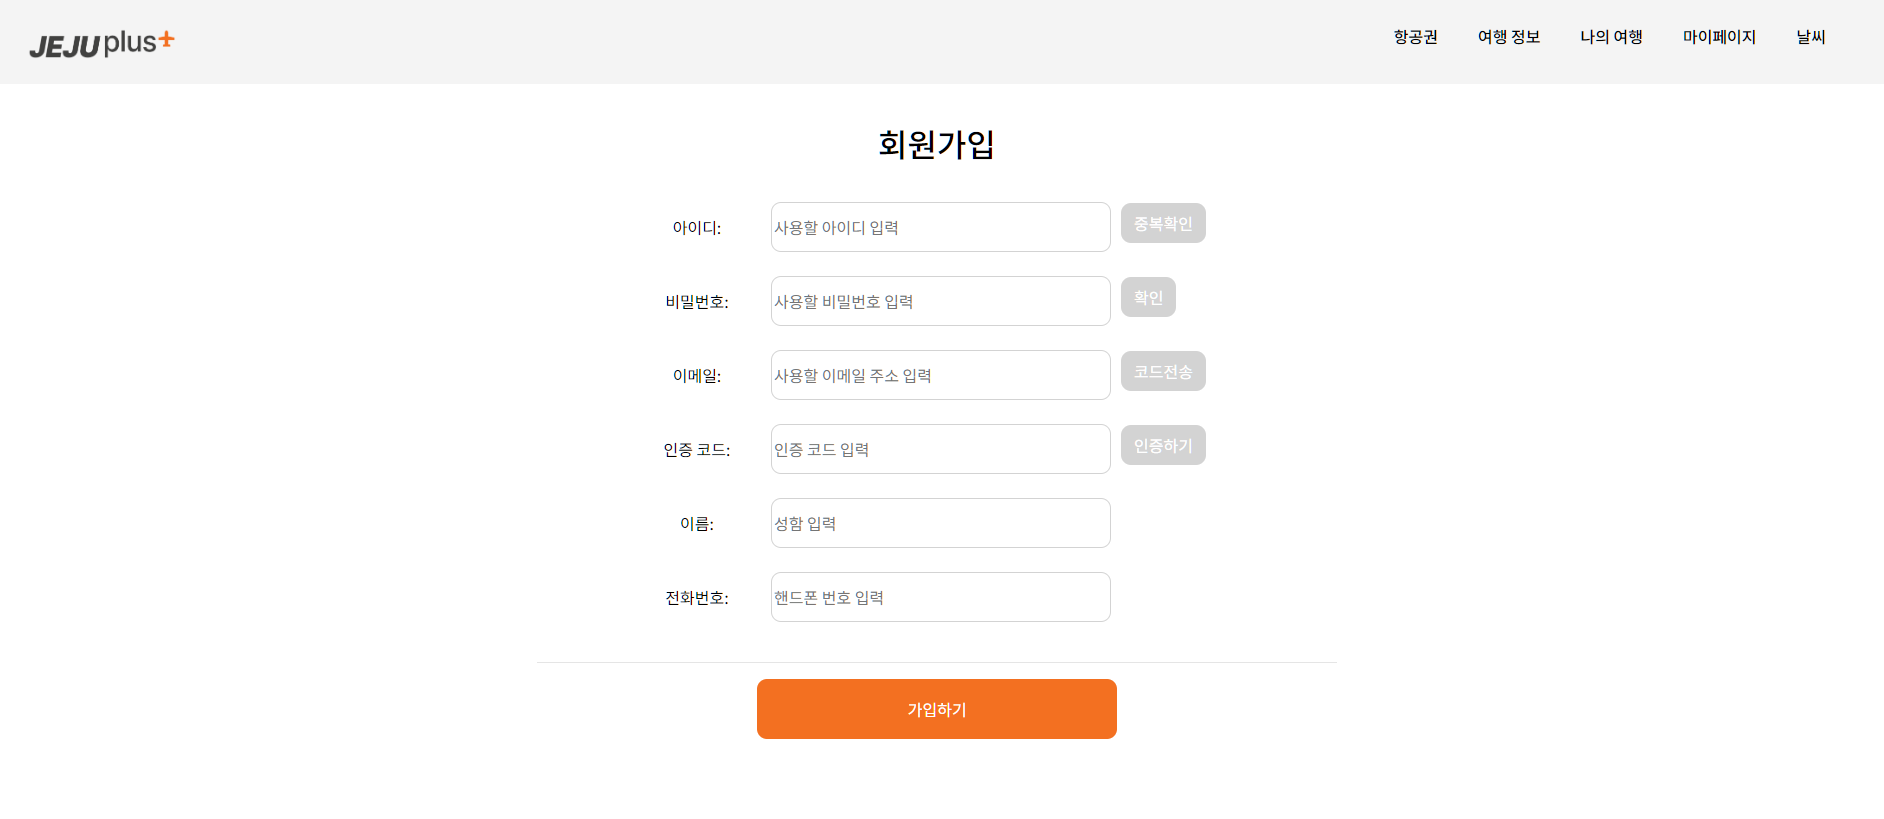 JEJU plus+
항공권 여행 정보 나의 여행 마이페이지 날씨
회원가입
아이디: 사용할 아이디 입력 중복확인
비밀번호: 사용할 비밀번호 입력 확인
이메일: 사용할 이메일 주소 입력 코드전송
인증 코드: 인증 코드 입력 인증하기
이름: 성함 입력
전화번호: 핸드폰 번호 입력
가입하기